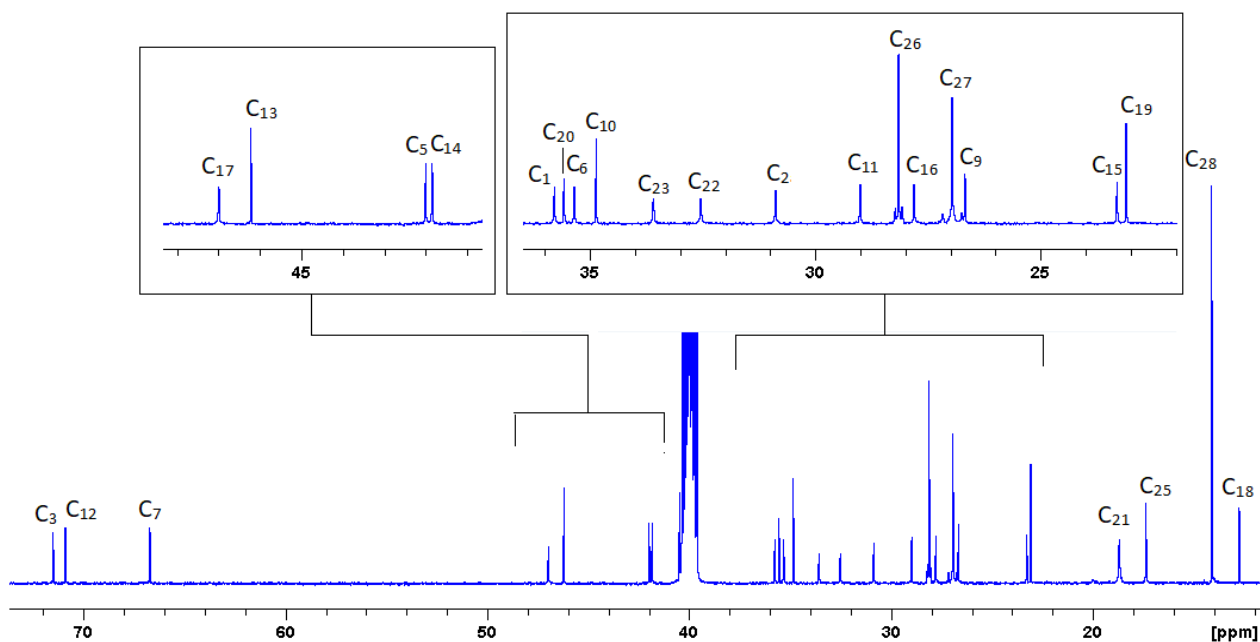 C₂₆
C₂₇
C₁₃
C₁₀
C₁₉
C₂₀
C₂₈
C₁₇
C₅ C₁₄
C₁ C₆
C₂₃ C₂₂
C₂
C₁₁
C₁₆
C₉
C₁₅
45
35 30 25
C₃ C₁₂ C₇
C₂₁
C₂₅
C₁₈
70 60 50 40 30 20 [ppm]